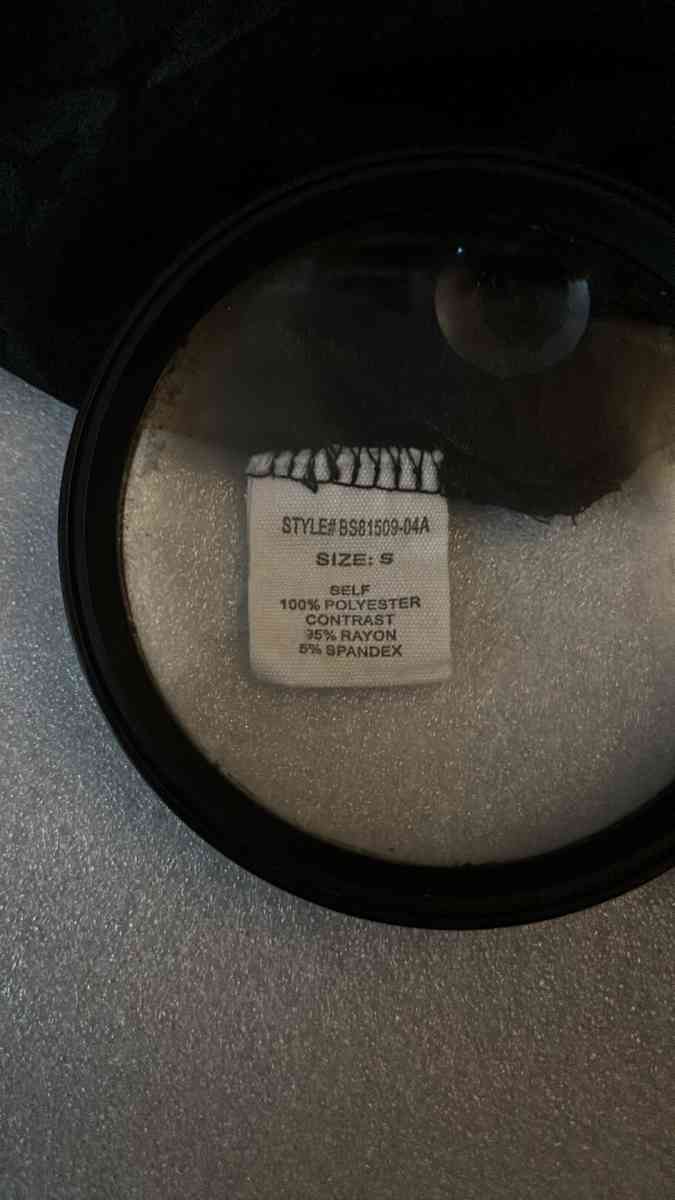 STYLE# BS81509-04A
SIZE: S
SELF
100% POLYESTER
CONTRAST
95% RAYON
5% SPANDEX